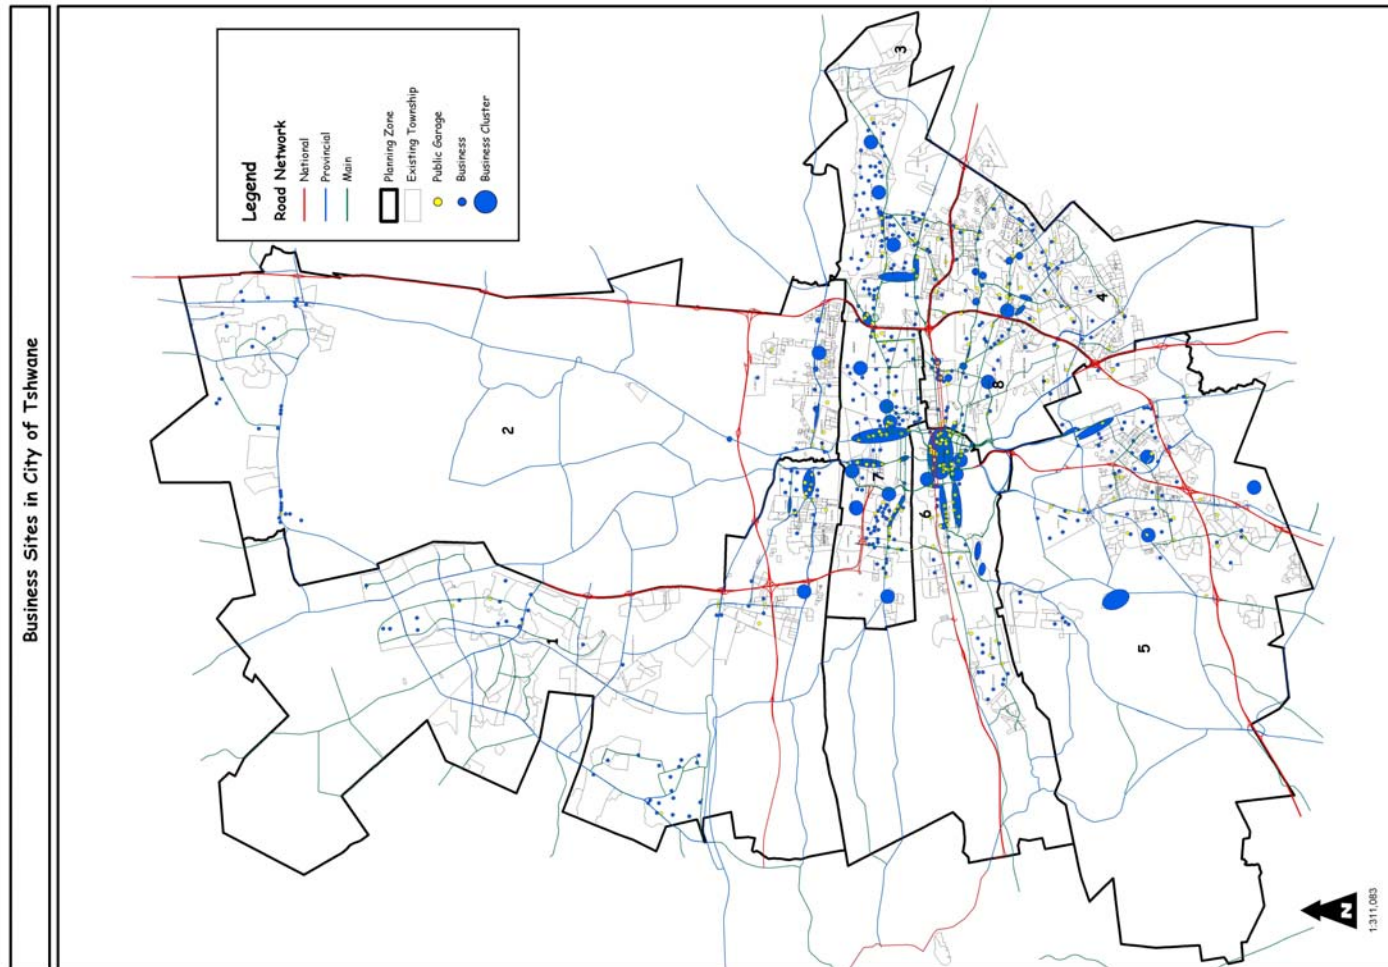 Business Sites in City of Tshwane
Legend
Road Network
National
Provincial
Main
Planning Zone
Existing Township
Public Garage
Business
Business Cluster
1
2
3
4
5
6
7
8
N
1:311,083